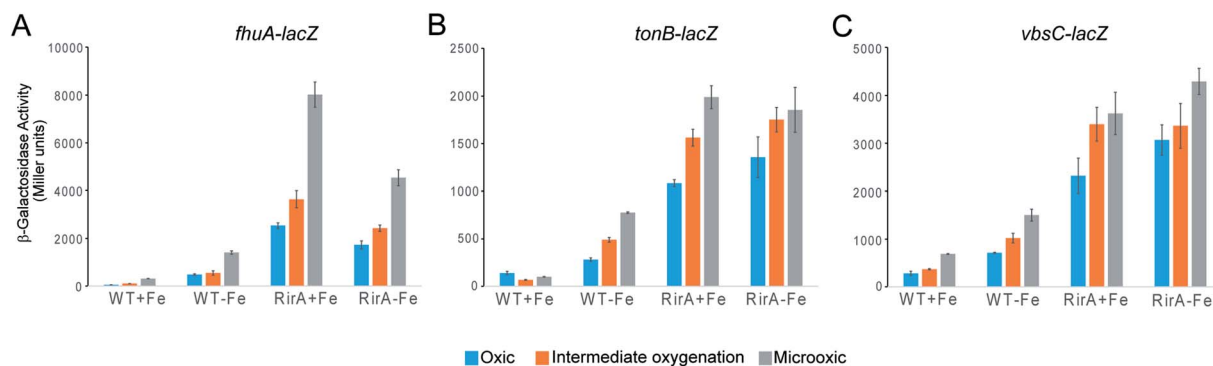 A
fhuA-lacZ
β-Galactosidase Activity
(Miller units)
10000
8000
6000
4000
2000
0
WT+Fe WT-Fe RirA+Fe RirA-Fe
B
tonB-lacZ
2500
2000
1500
1000
500
0
WT+Fe WT-Fe RirA+Fe RirA-Fe
C
vbsC-lacZ
5000
4000
3000
2000
1000
0
WT+Fe WT-Fe RirA+Fe RirA-Fe
Oxic Intermediate oxygenation Microoxic